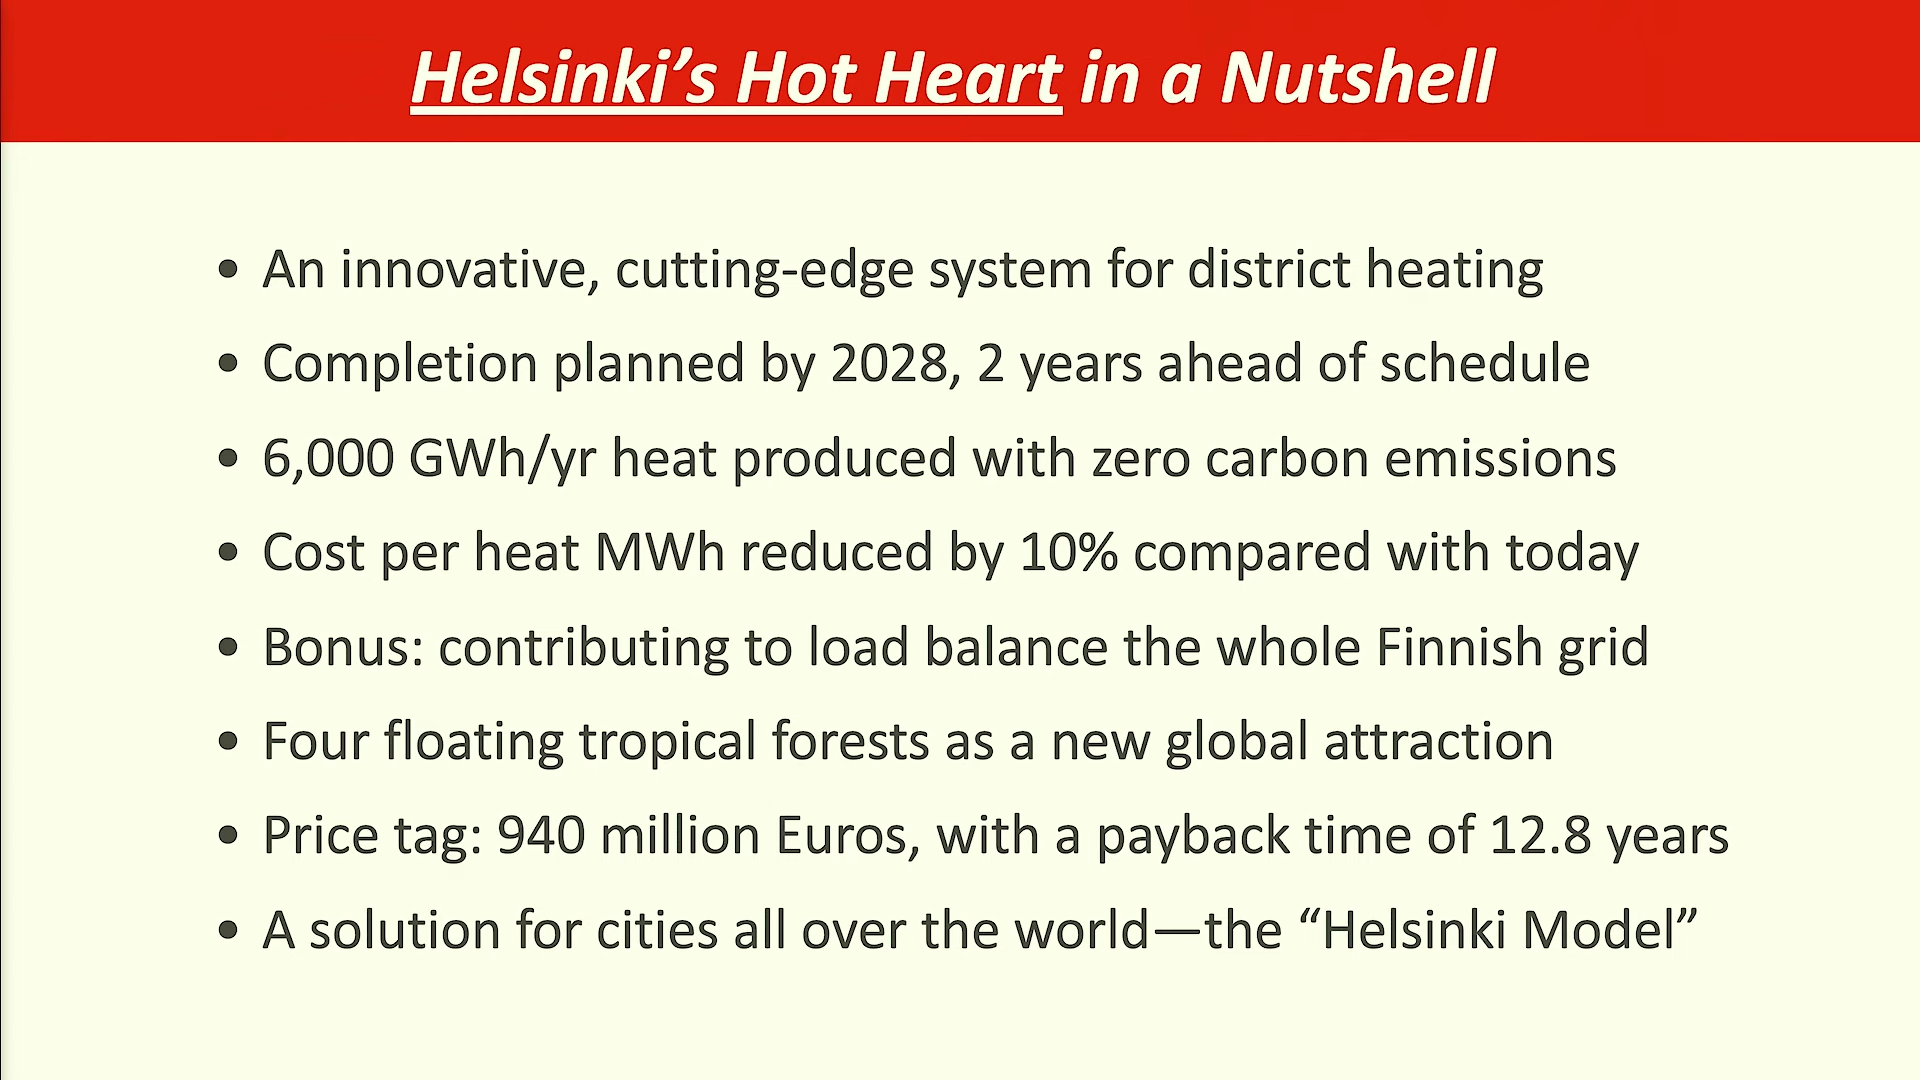 Helsinki’s Hot Heart in a Nutshell
• An innovative, cutting-edge system for district heating
• Completion planned by 2028, 2 years ahead of schedule
• 6,000 GWh/yr heat produced with zero carbon emissions
• Cost per heat MWh reduced by 10% compared with today
• Bonus: contributing to load balance the whole Finnish grid
• Four floating tropical forests as a new global attraction
• Price tag: 940 million Euros, with a payback time of 12.8 years
• A solution for cities all over the world—the “Helsinki Model”